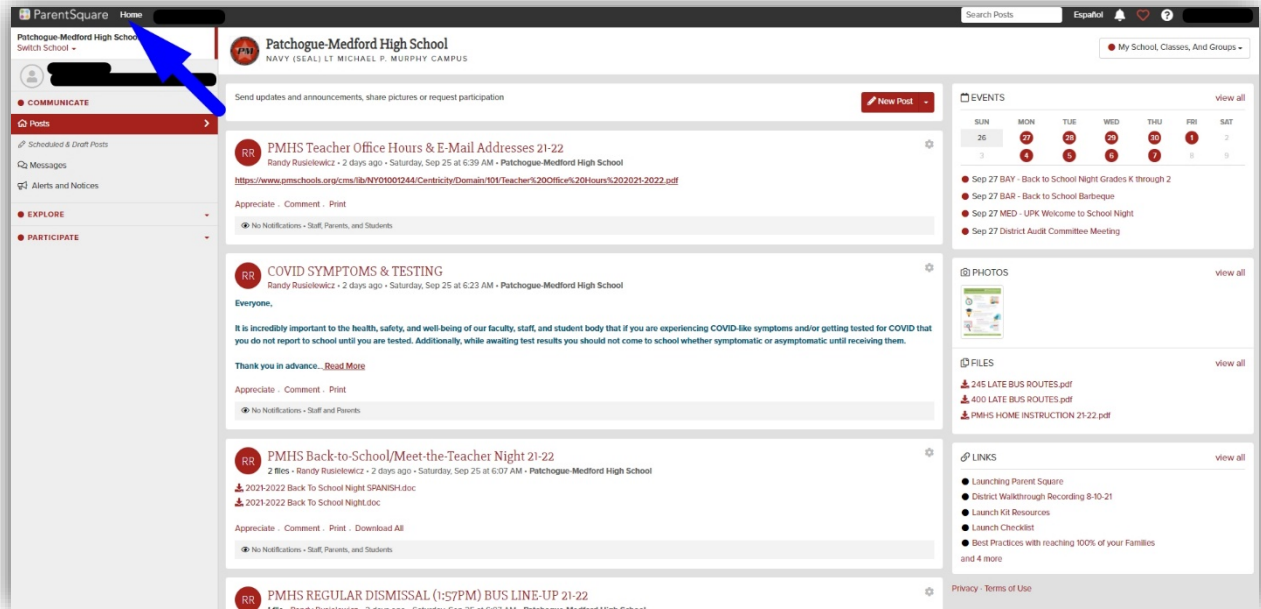 ParentSquare Home
Search Posts
Español
Patchogue-Medford High School
Switch School
COMMUNICATE
Posts
Scheduled & Draft Posts
Messages
Alerts and Notices
EXPLORE
PARTICIPATE
PM
Patchogue-Medford High School
NAVY (SEAL) LT MICHAEL P. MURPHY CAMPUS
My School, Classes, And Groups
Send updates and announcements, share pictures or request participation
New Post
RR
PMHS Teacher Office Hours & E-Mail Addresses 21-22
Randy Rusielewicz • 2 days ago • Saturday, Sep 25 at 6:39 AM • Patchogue-Medford High School
https://www.pmschools.org/cms/lib/NY01001244/Centricity/Domain/101/Teacher%20Office%20Hours%202021-2022.pdf
Appreciate . Comment . Print
No Notifications • Staff, Parents, and Students
RR
COVID SYMPTOMS & TESTING
Randy Rusielewicz • 2 days ago • Saturday, Sep 25 at 6:23 AM • Patchogue-Medford High School
Everyone,
It is incredibly important to the health, safety, and well-being of our faculty, staff, and student body that if you are experiencing COVID-like symptoms and/or getting tested for COVID that
you do not report to school until you are tested. Additionally, while awaiting test results you should not come to school whether symptomatic or asymptomatic until receiving them.
Thank you in advance... Read More
Appreciate . Comment . Print
No Notifications • Staff and Parents
RR
PMHS Back-to-School/Meet-the-Teacher Night 21-22
2 files • Randy Rusielewicz • 2 days ago • Saturday, Sep 25 at 6:07 AM • Patchogue-Medford High School
2021-2022 Back To School Night SPANISH.doc
2021-2022 Back To School Night.doc
Appreciate . Comment . Print . Download All
No Notifications • Staff, Parents, and Students
RR
PMHS REGULAR DISMISSAL (1:57PM) BUS LINE-UP 21-22
EVENTS
view all
SUN MON TUE WED THU FRI SAT
26 27 28 29 30 1 2
3 4 5 6 7 8 9
Sep 27 BAY - Back to School Night Grades K through 2
Sep 27 BAR - Back to School Barbeque
Sep 27 MED - UPK Welcome to School Night
Sep 27 District Audit Committee Meeting
PHOTOS
view all
FILES
view all
245 LATE BUS ROUTES.pdf
400 LATE BUS ROUTES.pdf
PMHS HOME INSTRUCTION 21-22.pdf
LINKS
view all
Launching Parent Square
District Walkthrough Recording 8-10-21
Launch Kit Resources
Launch Checklist
Best Practices with reaching 100% of your Families
and 4 more
Privacy · Terms of Use